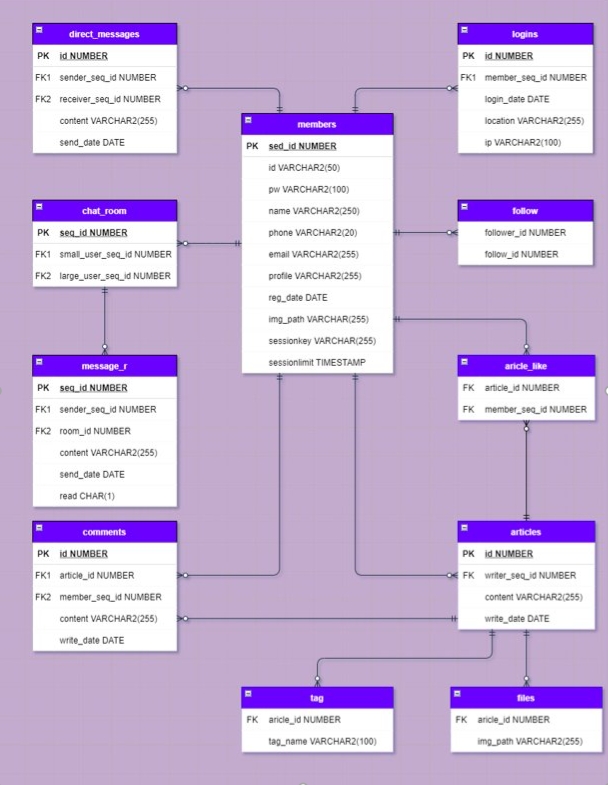 direct_messages
PK id NUMBER
FK1 sender_seq_id NUMBER
FK2 receiver_seq_id NUMBER
content VARCHAR2(255)
send_date DATE
logins
PK id NUMBER
FK1 member_seq_id NUMBER
login_date DATE
location VARCHAR2(255)
ip VARCHAR2(100)
members
PK sed_id NUMBER
id VARCHAR2(50)
pw VARCHAR2(100)
name VARCHAR2(250)
phone VARCHAR2(20)
email VARCHAR2(255)
profile VARCHAR2(255)
reg_date DATE
img_path VARCHAR(255)
sessionkey VARCHAR(255)
sessionlimit TIMESTAMP
chat_room
PK seq_id NUMBER
FK1 small_user_seq_id NUMBER
FK2 large_user_seq_id NUMBER
follow
follower_id NUMBER
follow_id NUMBER
message_r
PK seq_id NUMBER
FK1 sender_seq_id NUMBER
FK2 room_id NUMBER
content VARCHAR2(255)
send_date DATE
read CHAR(1)
aricle_like
FK article_id NUMBER
FK member_seq_id NUMBER
comments
PK id NUMBER
FK1 article_id NUMBER
FK2 member_seq_id NUMBER
content VARCHAR2(255)
write_date DATE
articles
PK id NUMBER
FK writer_seq_id NUMBER
content VARCHAR2(255)
write_date DATE
tag
FK aricle_id NUMBER
tag_name VARCHAR2(100)
files
FK aricle_id NUMBER
img_path VARCHAR2(255)